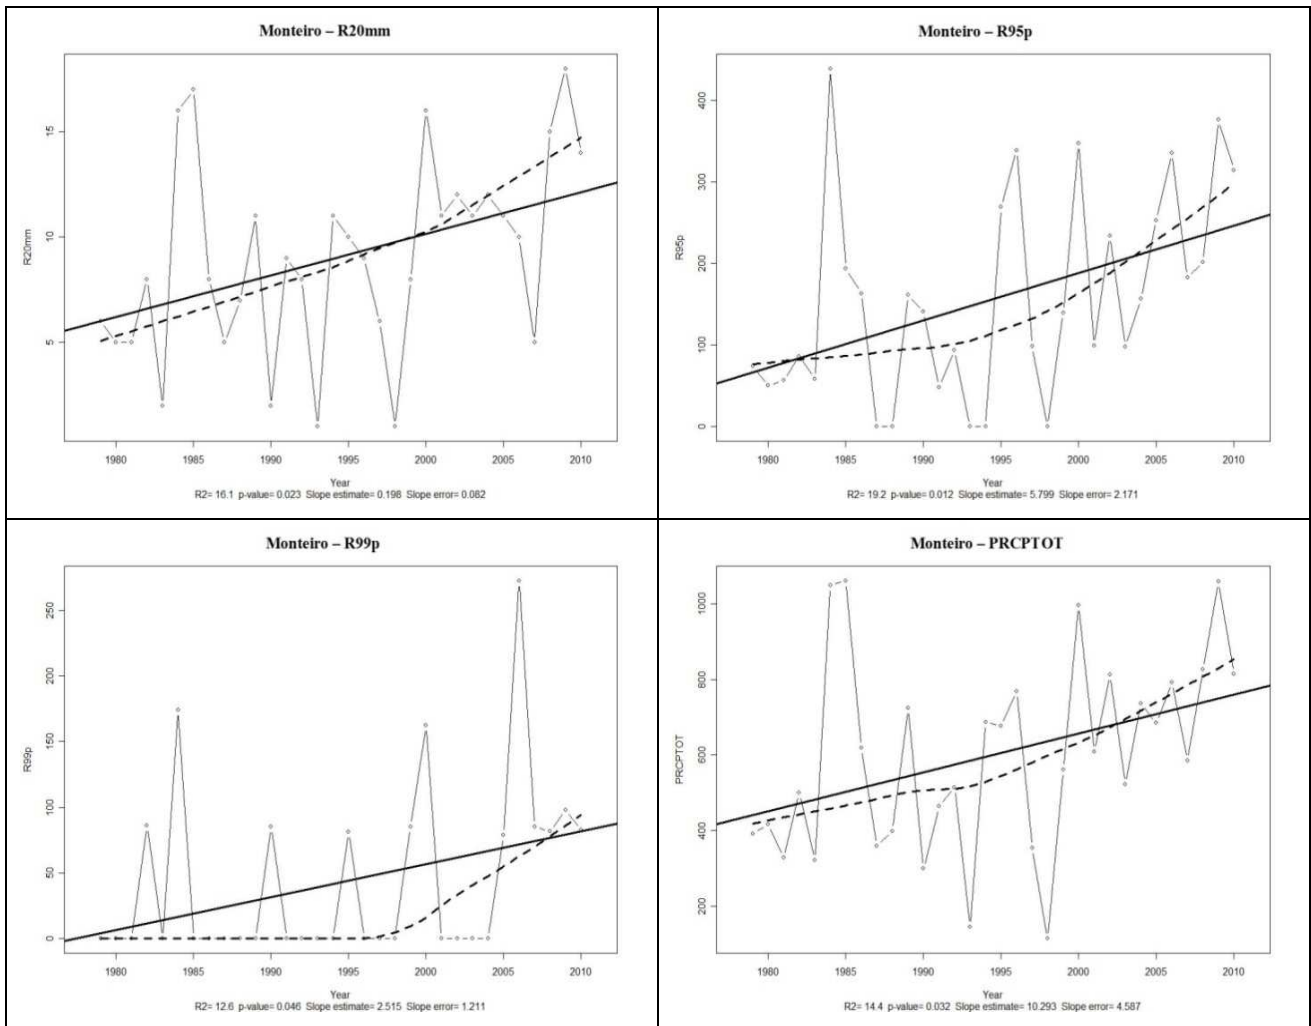 Monteiro – R20mm
R20mm
15
10
5
1980 1985 1990 1995 2000 2005 2010
Year
R2= 16.1 p-value= 0.023 Slope estimate= 0.198 Slope error= 0.082
Monteiro – R95p
R95p
400
300
200
100
0
1980 1985 1990 1995 2000 2005 2010
Year
R2= 19.2 p-value= 0.012 Slope estimate= 5.799 Slope error= 2.171
Monteiro – R99p
R99p
250
200
150
100
50
0
1980 1985 1990 1995 2000 2005 2010
Year
R2= 12.6 p-value= 0.046 Slope estimate= 2.515 Slope error= 1.211
Monteiro – PRCPTOT
PRCPTOT
1000
800
600
400
200
1980 1985 1990 1995 2000 2005 2010
Year
R2= 14.4 p-value= 0.032 Slope estimate= 10.293 Slope error= 4.587